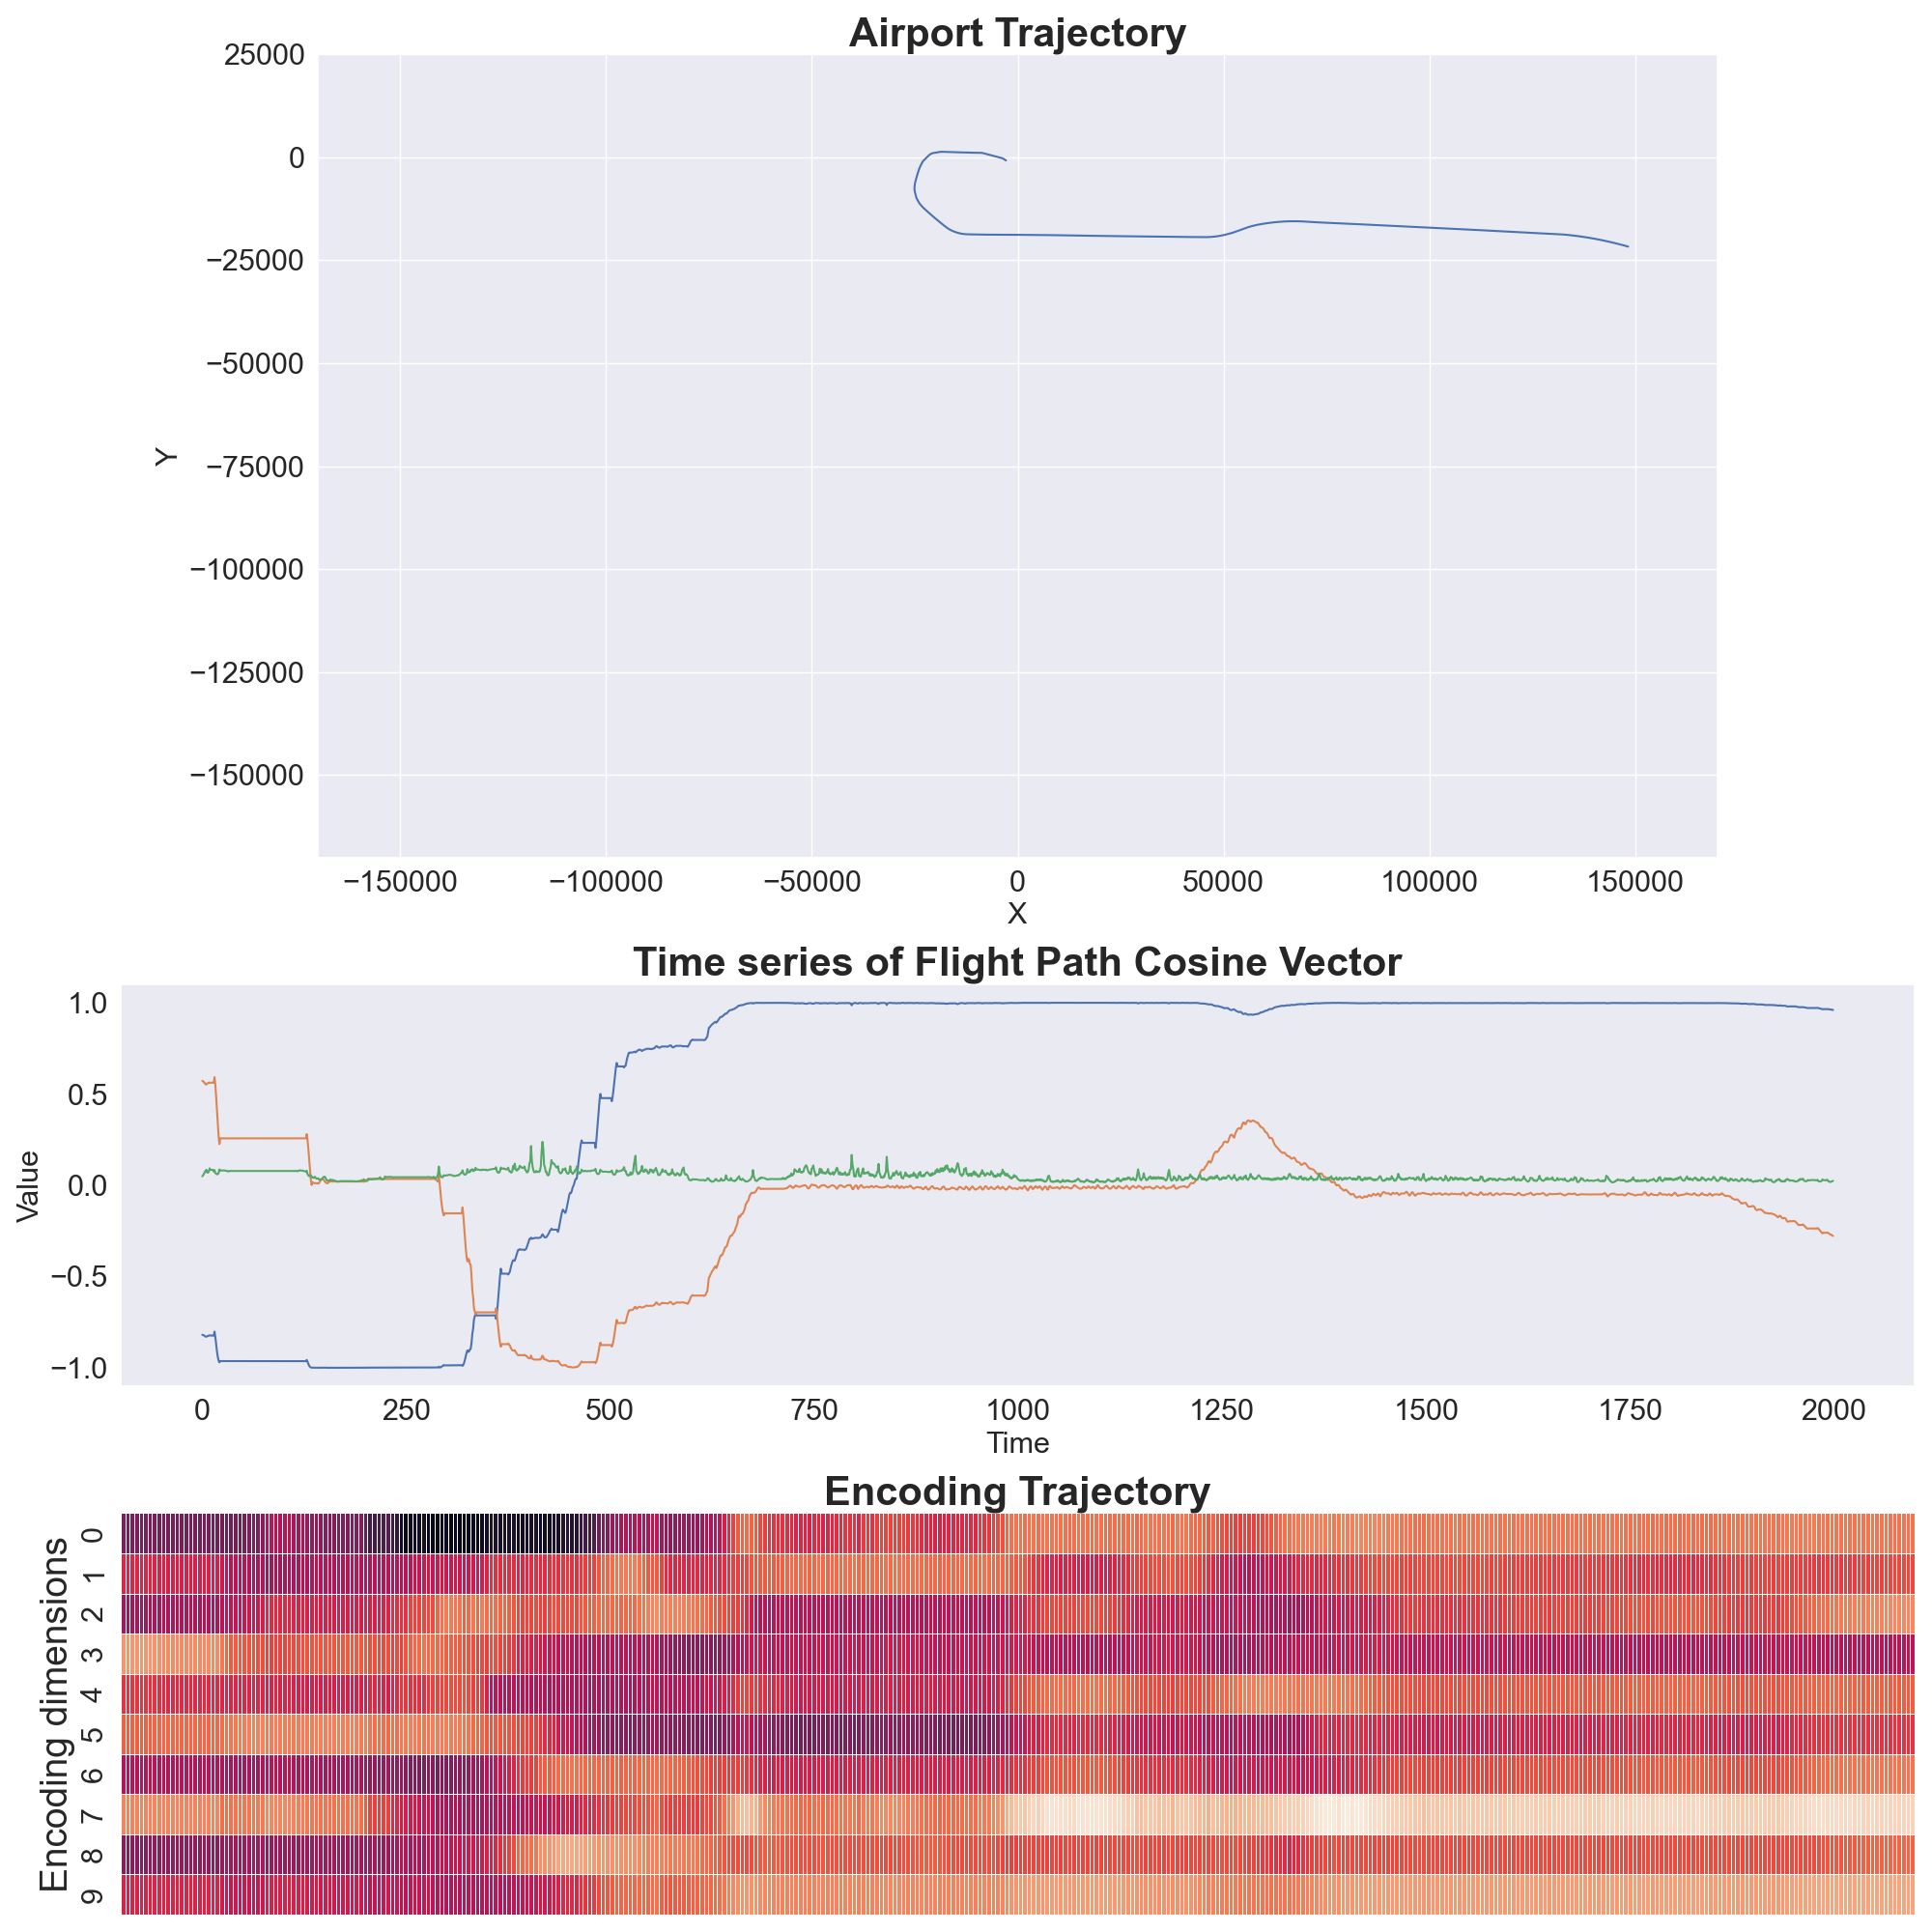 Airport Trajectory
25000
0
−25000
−50000
−75000
−100000
−125000
−150000
Y
−150000 −100000 −50000 0 50000 100000 150000
X
Time series of Flight Path Cosine Vector
1.0
0.5
0.0
−0.5
−1.0
Value
0 250 500 750 1000 1250 1500 1750 2000
Time
Encoding Trajectory
Encoding dimensions
0
1
2
3
4
5
6
7
8
9